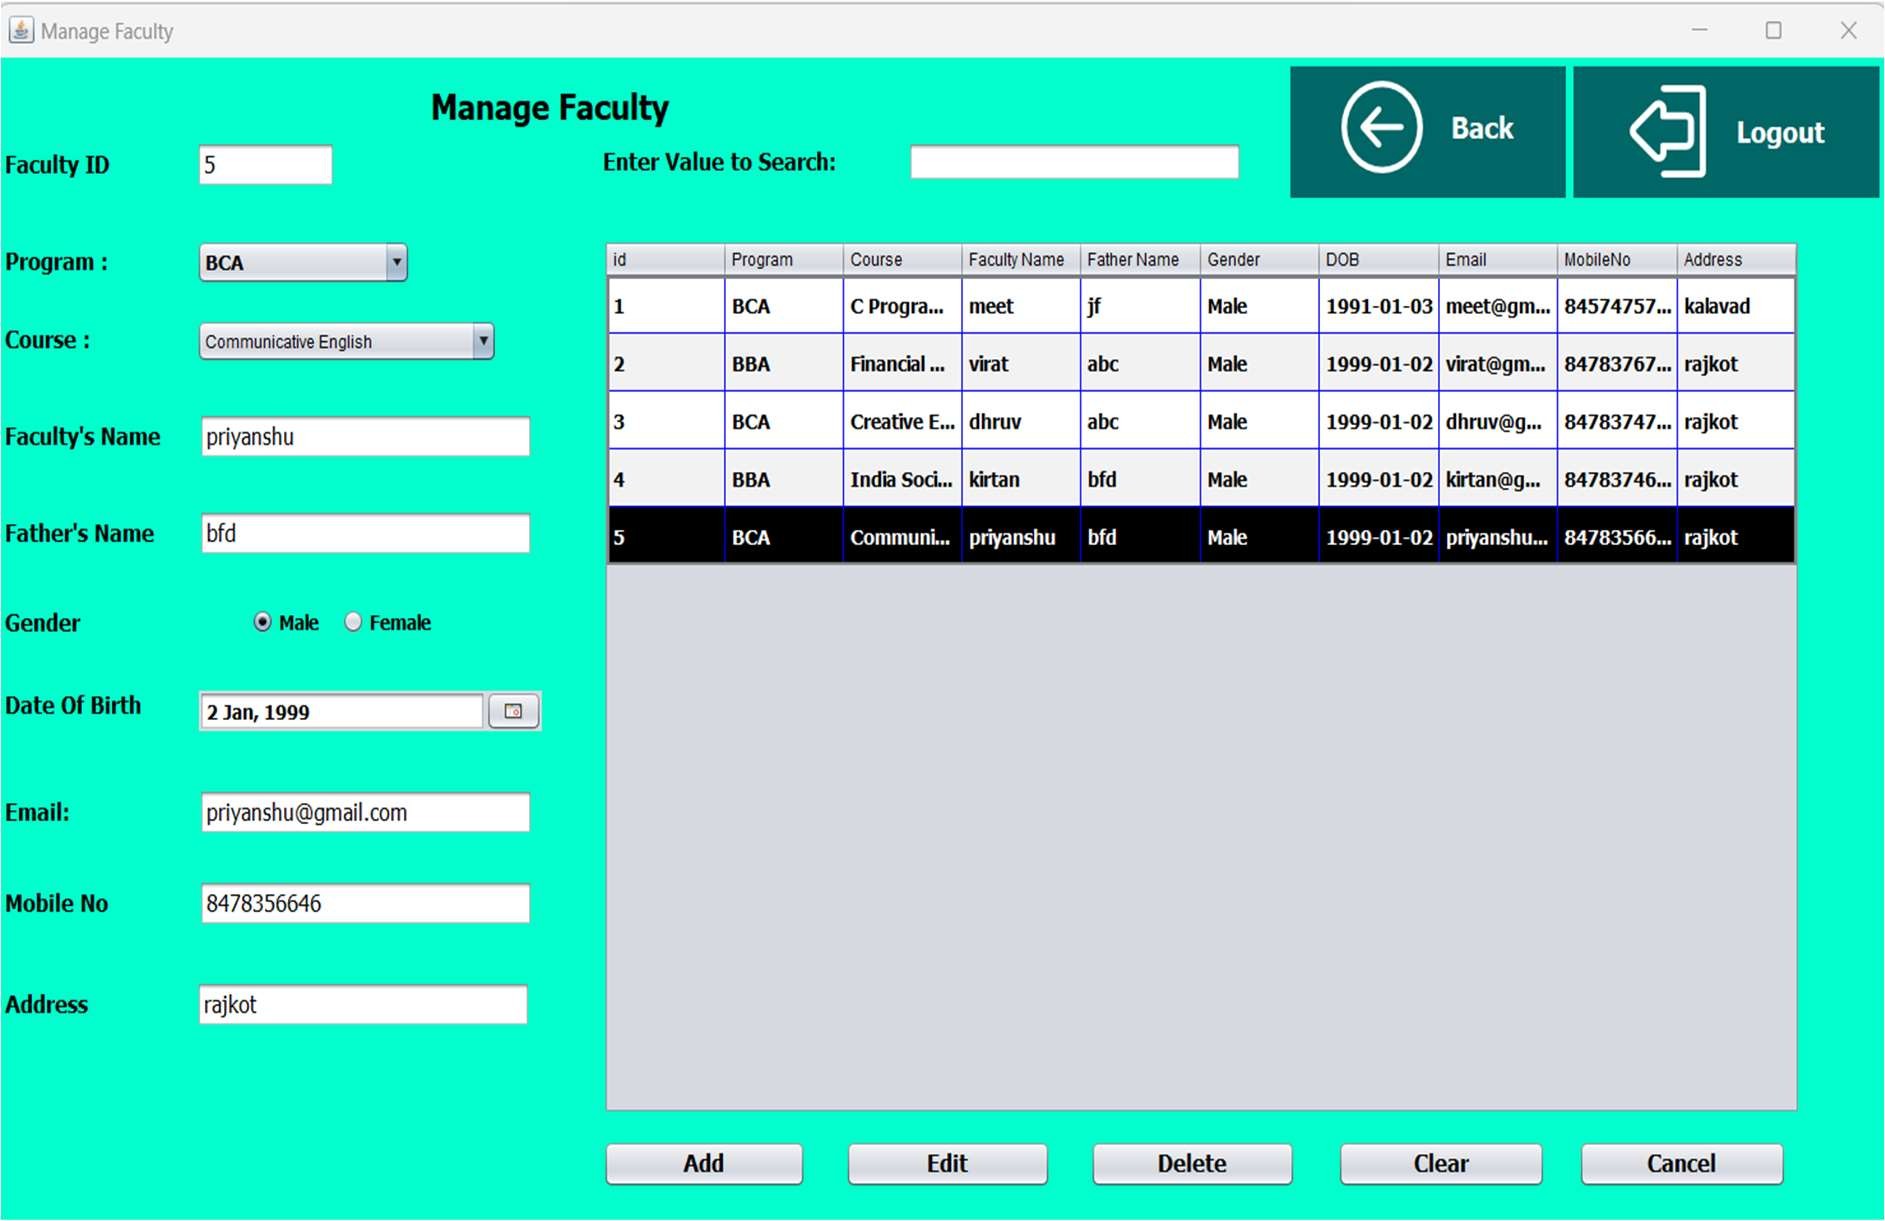 Manage Faculty
Manage Faculty
Back
Logout
Faculty ID
5
Enter Value to Search:
Program :
BCA
Course :
Communicative English
Faculty's Name
priyanshu
Father's Name
bfd
Gender
Male
Female
Date Of Birth
2 Jan, 1999
Email:
priyanshu@gmail.com
Mobile No
8478356646
Address
rajkot
id Program Course Faculty Name Father Name Gender DOB Email MobileNo Address
1 BCA C Progra... meet jf Male 1991-01-03 meet@gm... 84574757... kalavad
2 BBA Financial ... virat abc Male 1999-01-02 virat@gm... 84783767... rajkot
3 BCA Creative E... dhruv abc Male 1999-01-02 dhruv@g... 84783747... rajkot
4 BBA India Soci... kirtan bfd Male 1999-01-02 kirtan@g... 84783746... rajkot
5 BCA Communi... priyanshu bfd Male 1999-01-02 priyanshu... 84783566... rajkot
Add
Edit
Delete
Clear
Cancel